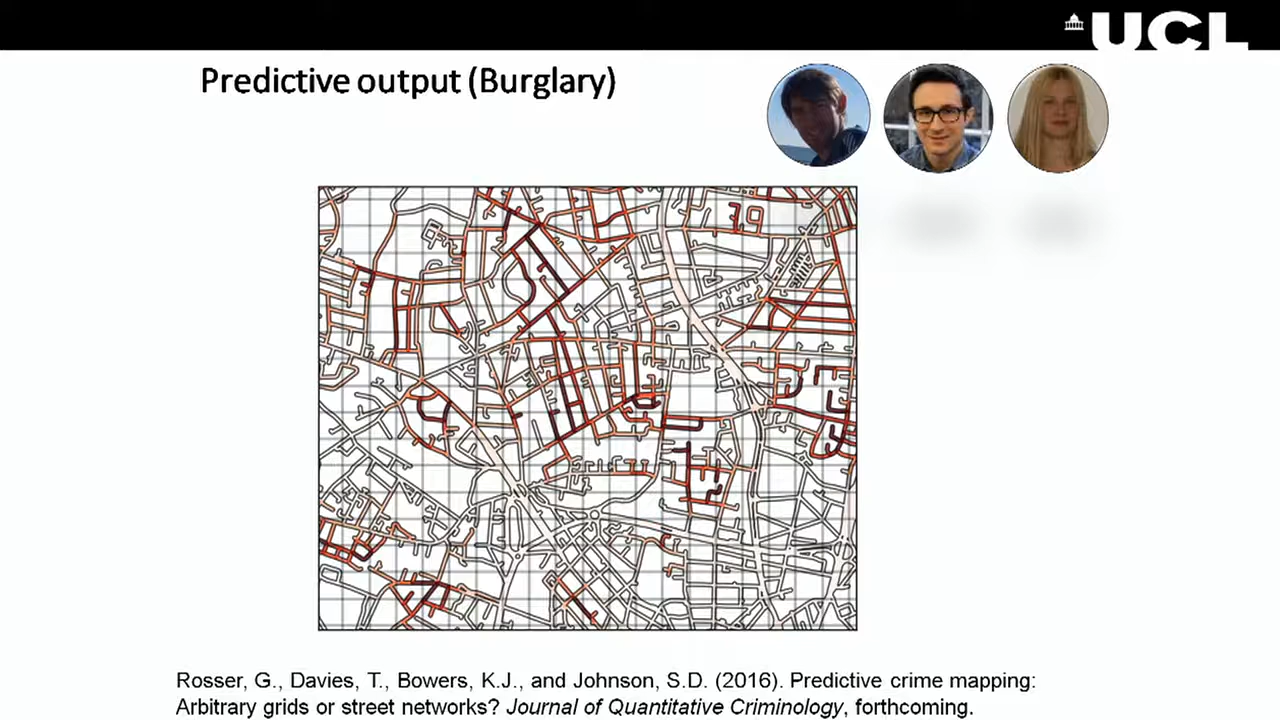 UCL
Predictive output (Burglary)
Rosser, G., Davies, T., Bowers, K.J., and Johnson, S.D. (2016). Predictive crime mapping:
Arbitrary grids or street networks? Journal of Quantitative Criminology, forthcoming.